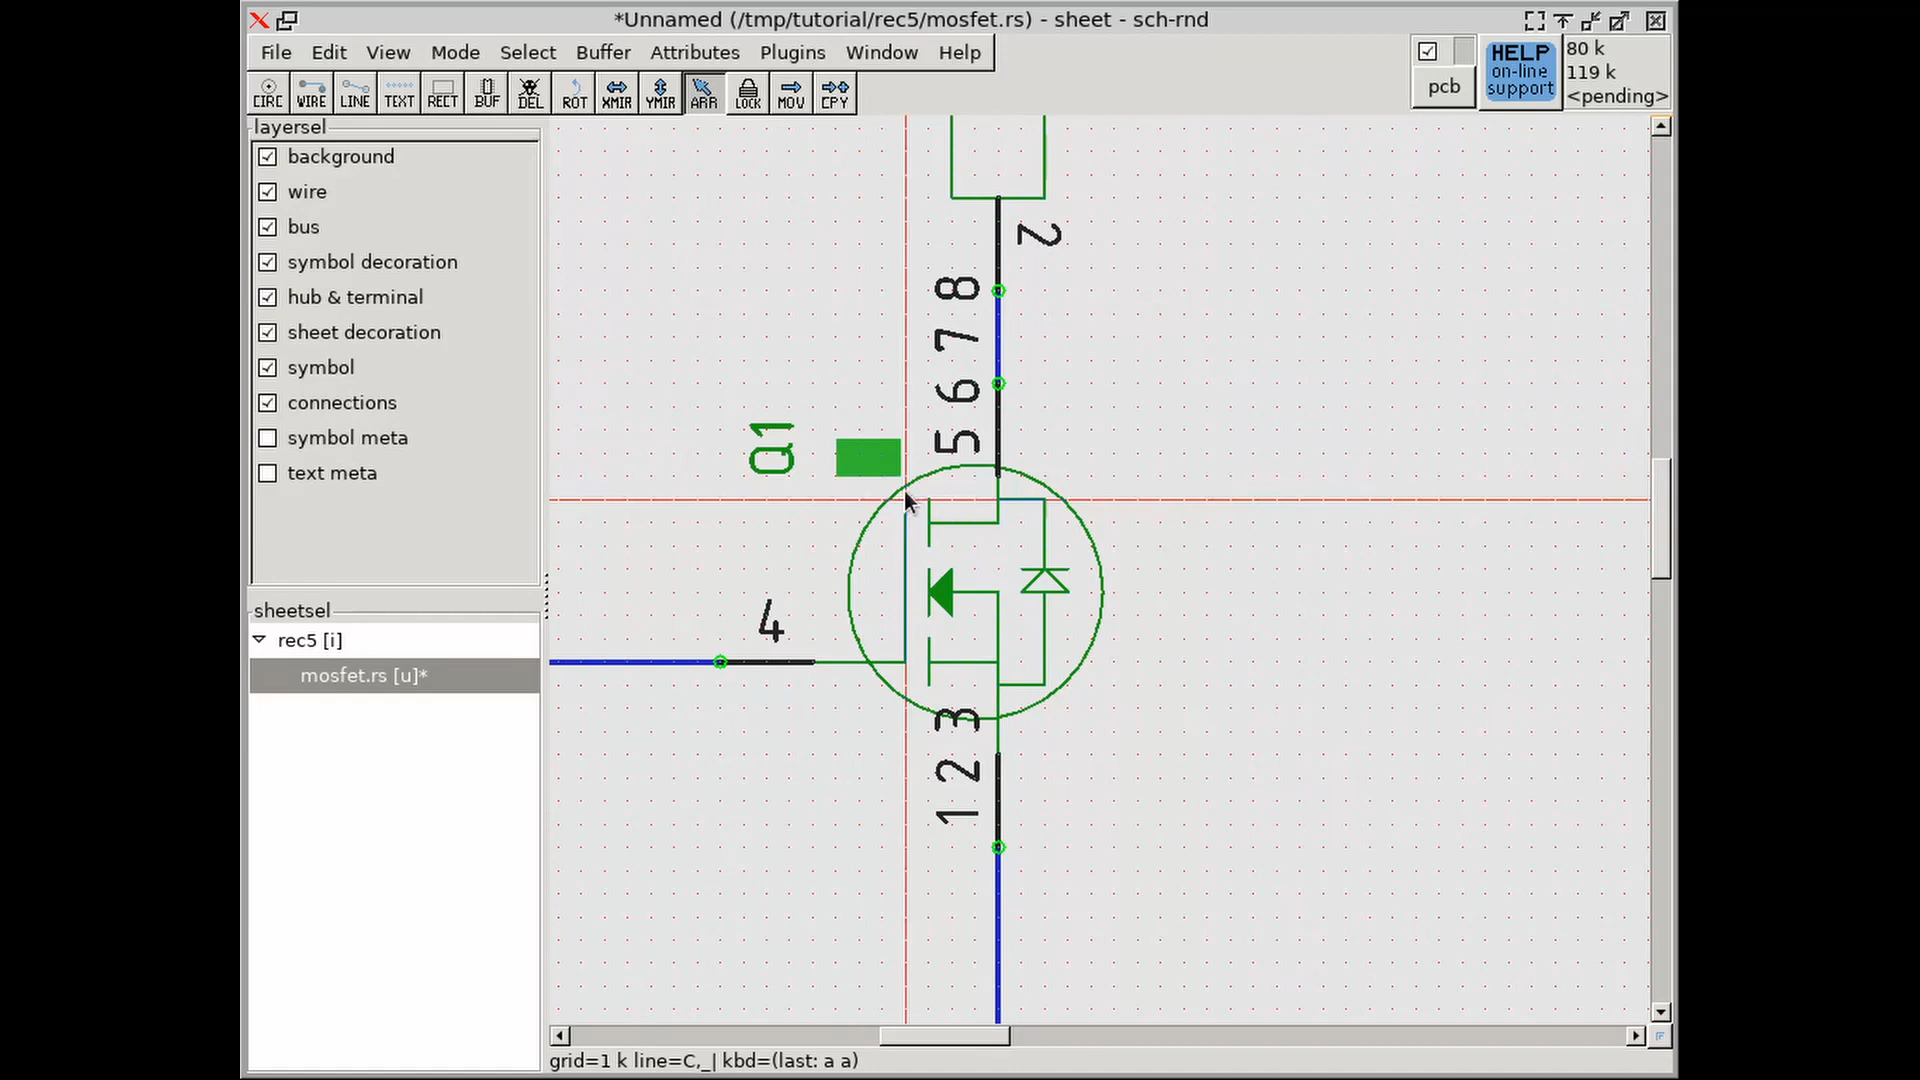 *Unnamed (/tmp/tutorial/rec5/mosfet.rs) - sheet - sch-rnd
File Edit View Mode Select Buffer Attributes Plugins Window Help
pcb
HELP
on-line
support
80 k
119 k
<pending>
CIRC WIRE LINE TEXT RECT BUF DEL ROT XMIR YMIR ARR LOCK MOV CPY
layersel
background
wire
bus
symbol decoration
hub & terminal
sheet decoration
symbol
connections
symbol meta
text meta
sheetsel
rec5 [i]
mosfet.rs [u]*
2
5 6 7 8
Q1
4
1 2 3
grid=1 k line=C,_| kbd=(last: a a)